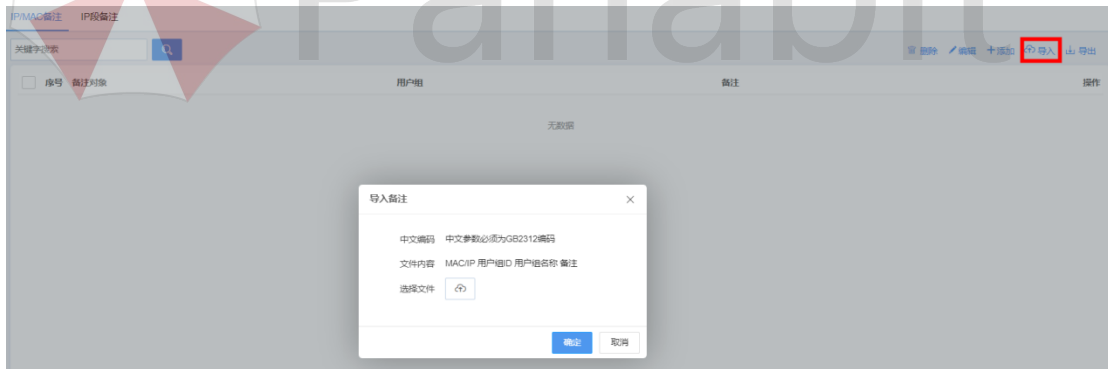 Panabit
IP/MAC备注 IP段备注
关键字搜索 删除 编辑 添加 导入 导出
序号 备注对象 用户组 备注 操作
无数据
导入备注
中文编码 中文参数必须为GB2312编码
文件内容 MAC/IP 用户组ID 用户组名称 备注
选择文件
确定 取消